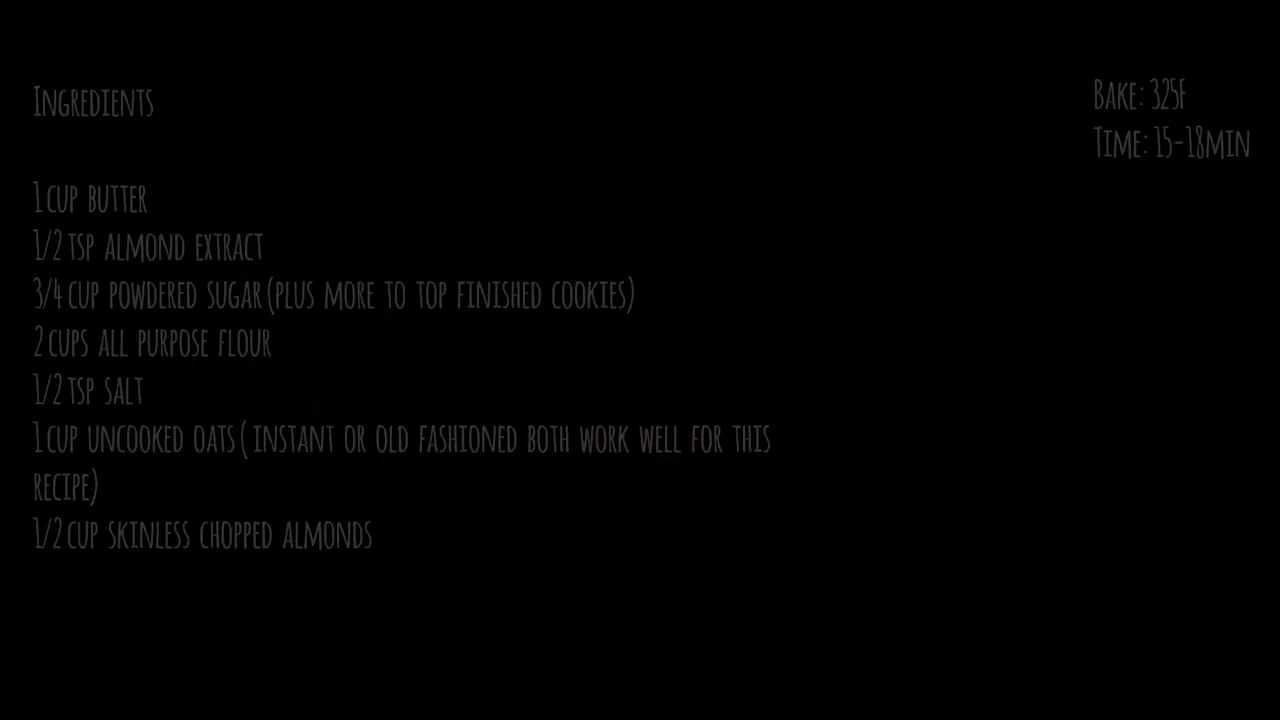 Ingredients
Bake: 325F
Time: 15-18min
1 cup butter
1/2 tsp almond extract
3/4 cup powdered sugar (plus more to top finished cookies)
2 cups all purpose flour
1/2 tsp salt
1 cup uncooked oats ( instant or old fashioned both work well for this
recipe)
1/2 cup skinless chopped almonds